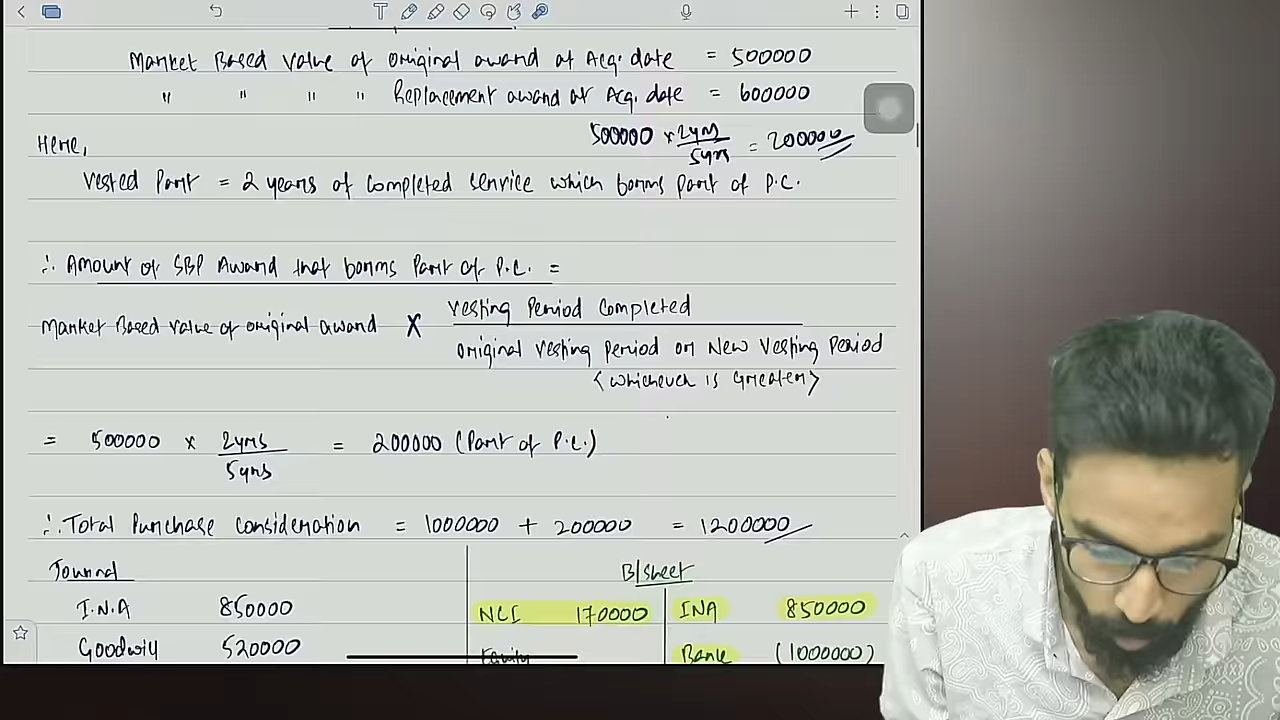 Market Based value of original award at Acq. date = 500000
" " " " Replacement award at Acq. date = 600000
500000 × 2yrs / 5yrs = 200000
Here,
Vested Part = 2 years of completed service which forms part of P.C.
∴ Amount of SBP Award that forms Part of P.C. =
Market Based value of original award × Vesting Period Completed
Original vesting period or New Vesting Period
<whichever is Greater>
= 500000 × 2yrs / 5yrs = 200000 (Part of P.C.)
∴ Total Purchase consideration = 1000000 + 200000 = 1200000
Journal B/sheet
I.N.A 850000 NCI 170000 INA 850000
Goodwill 520000 Equity Bank (1000000)